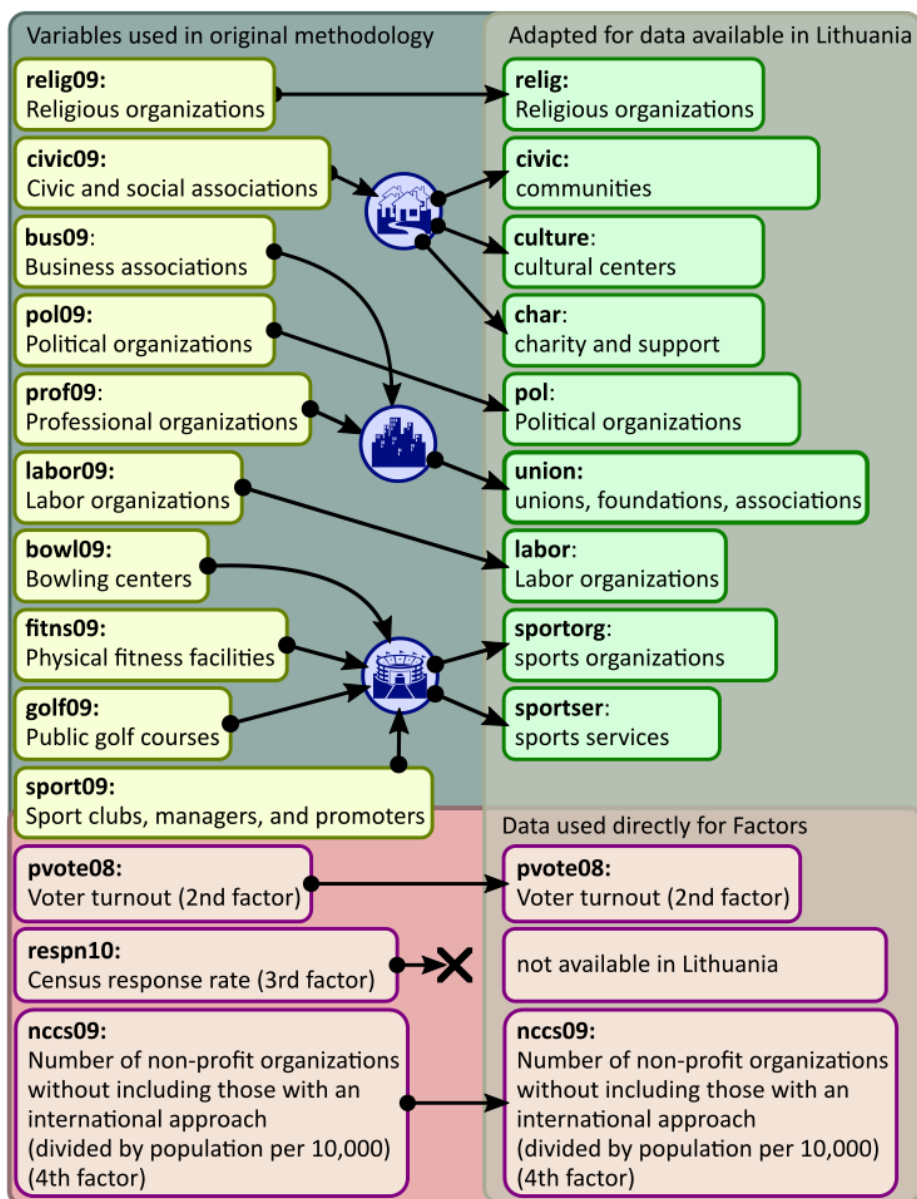 Variables used in original methodology
relig09:
Religious organizations
civic09:
Civic and social associations
bus09:
Business associations
pol09:
Political organizations
prof09:
Professional organizations
labor09:
Labor organizations
bowl09:
Bowling centers
fitns09:
Physical fitness facilities
golf09:
Public golf courses
sport09:
Sport clubs, managers, and promoters
pvote08:
Voter turnout (2nd factor)
respn10:
Census response rate (3rd factor)
nccs09:
Number of non-profit organizations
without including those with an
international approach
(divided by population per 10,000)
(4th factor)
Adapted for data available in Lithuania
relig:
Religious organizations
civic:
communities
culture:
cultural centers
char:
charity and support
pol:
Political organizations
union:
unions, foundations, associations
labor:
Labor organizations
sportorg:
sports organizations
sportser:
sports services
Data used directly for Factors
pvote08:
Voter turnout (2nd factor)
not available in Lithuania
nccs09:
Number of non-profit organizations
without including those with an
international approach
(divided by population per 10,000)
(4th factor)